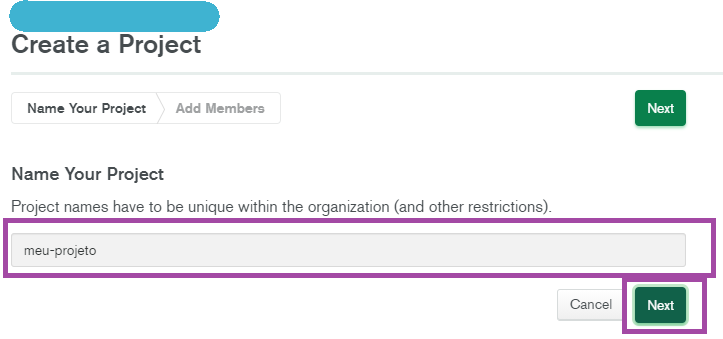 Create a Project
Name Your Project Add Members Next
Name Your Project
Project names have to be unique within the organization (and other restrictions).
meu-projeto
Cancel Next